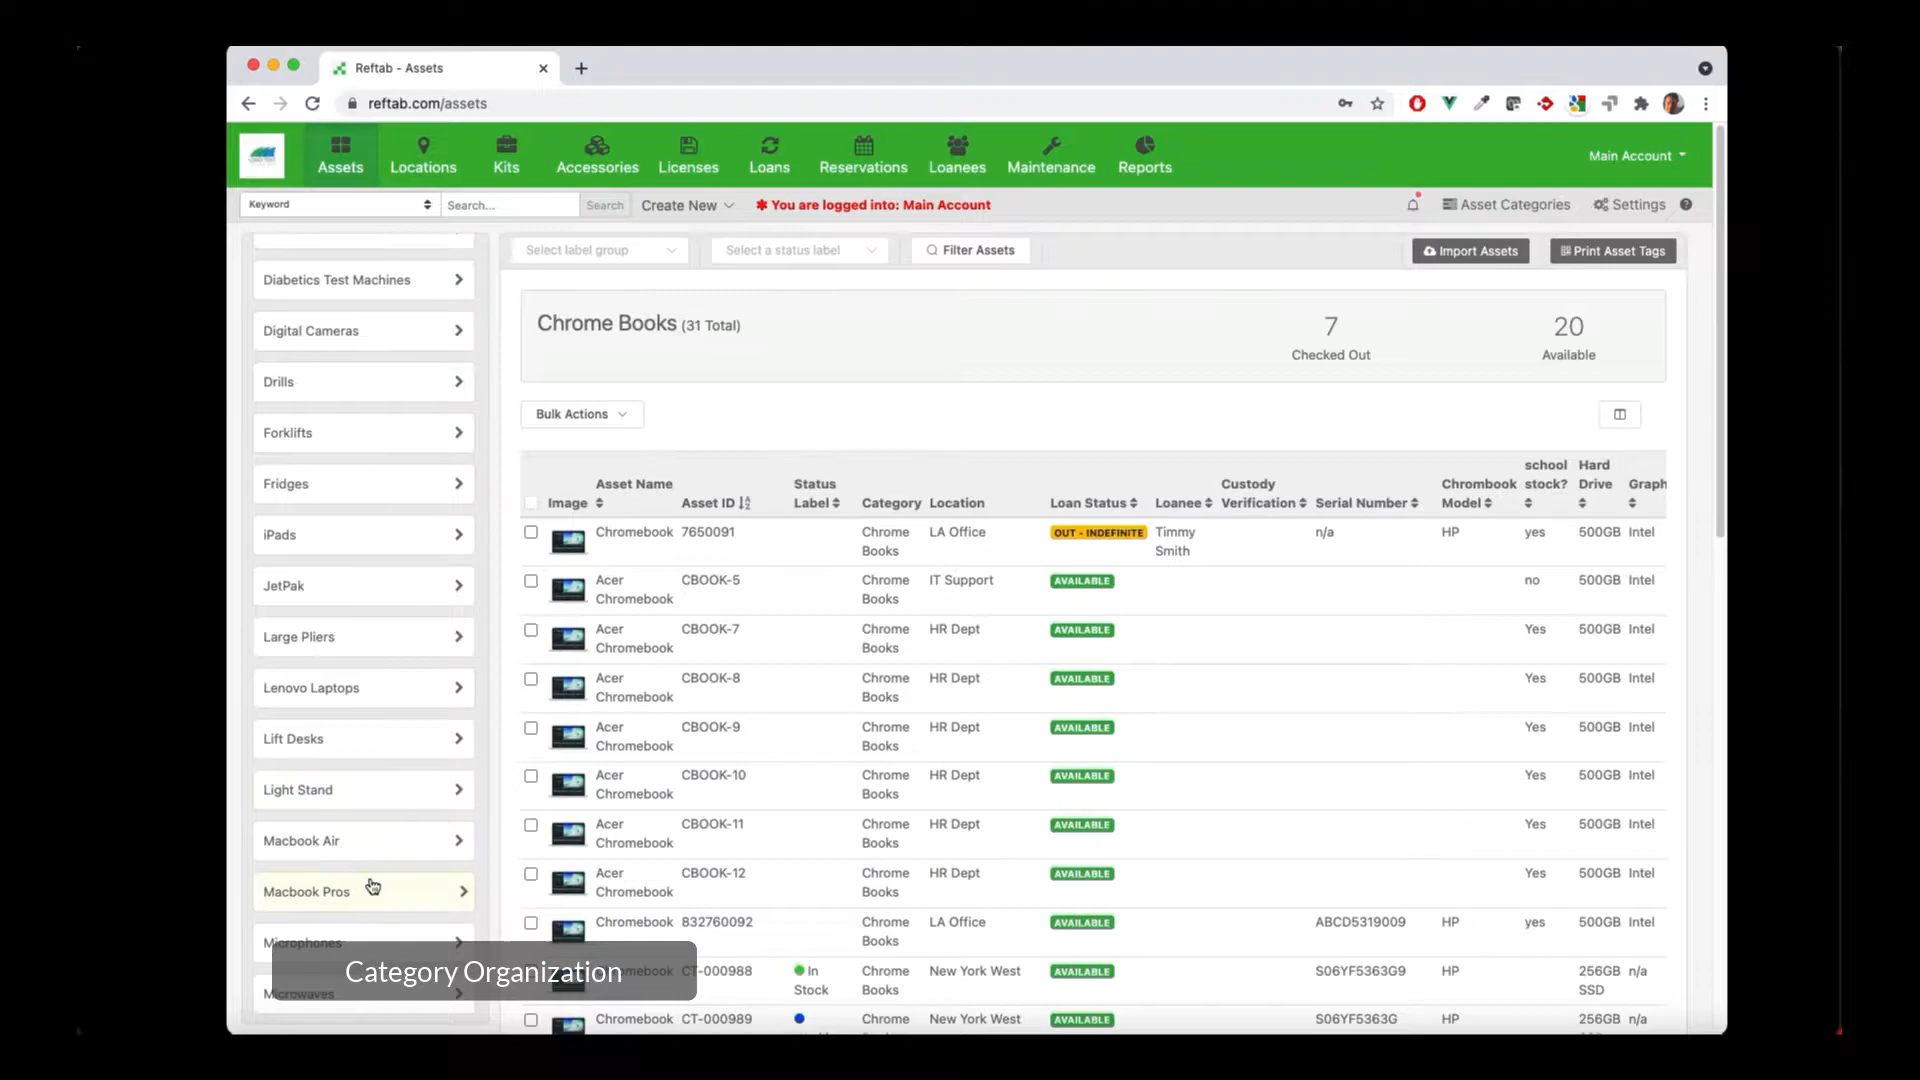 Reftab - Assets
reftab.com/assets
Assets Locations Kits Accessories Licenses Loans Reservations Loanees Maintenance Reports Main Account
Keyword Search... Search Create New ✱ You are logged into: Main Account Asset Categories Settings
Select label group Select a status label Filter Assets Import Assets Print Asset Tags
Diabetics Test Machines
Digital Cameras
Drills
Forklifts
Fridges
iPads
JetPak
Large Pliers
Lenovo Laptops
Lift Desks
Light Stand
Macbook Air
Macbook Pros
Microphones
Microwaves
Category Organization
Chrome Books (31 Total)
7 20
Checked Out Available
Bulk Actions
Image Asset Name Asset ID Status Label Category Location Loan Status Loanee Custody Verification Serial Number Chrombook Model school stock? Hard Drive Graph
Chromebook 7650091 Chrome Books LA Office OUT - INDEFINITE Timmy Smith n/a HP yes 500GB Intel
Acer Chromebook CBOOK-5 Chrome Books IT Support AVAILABLE no 500GB Intel
Acer Chromebook CBOOK-7 Chrome Books HR Dept AVAILABLE Yes 500GB Intel
Acer Chromebook CBOOK-8 Chrome Books HR Dept AVAILABLE Yes 500GB Intel
Acer Chromebook CBOOK-9 Chrome Books HR Dept AVAILABLE Yes 500GB Intel
Acer Chromebook CBOOK-10 Chrome Books HR Dept AVAILABLE Yes 500GB Intel
Acer Chromebook CBOOK-11 Chrome Books HR Dept AVAILABLE Yes 500GB Intel
Acer Chromebook CBOOK-12 Chrome Books HR Dept AVAILABLE Yes 500GB Intel
Chromebook 832760092 Chrome Books LA Office AVAILABLE ABCD5319009 HP yes 500GB Intel
CT-000988 In Stock Chrome Books New York West AVAILABLE S06YF5363G9 HP 256GB SSD n/a
Chromebook CT-000989 Chrome New York West AVAILABLE S06YF5363G HP 256GB n/a